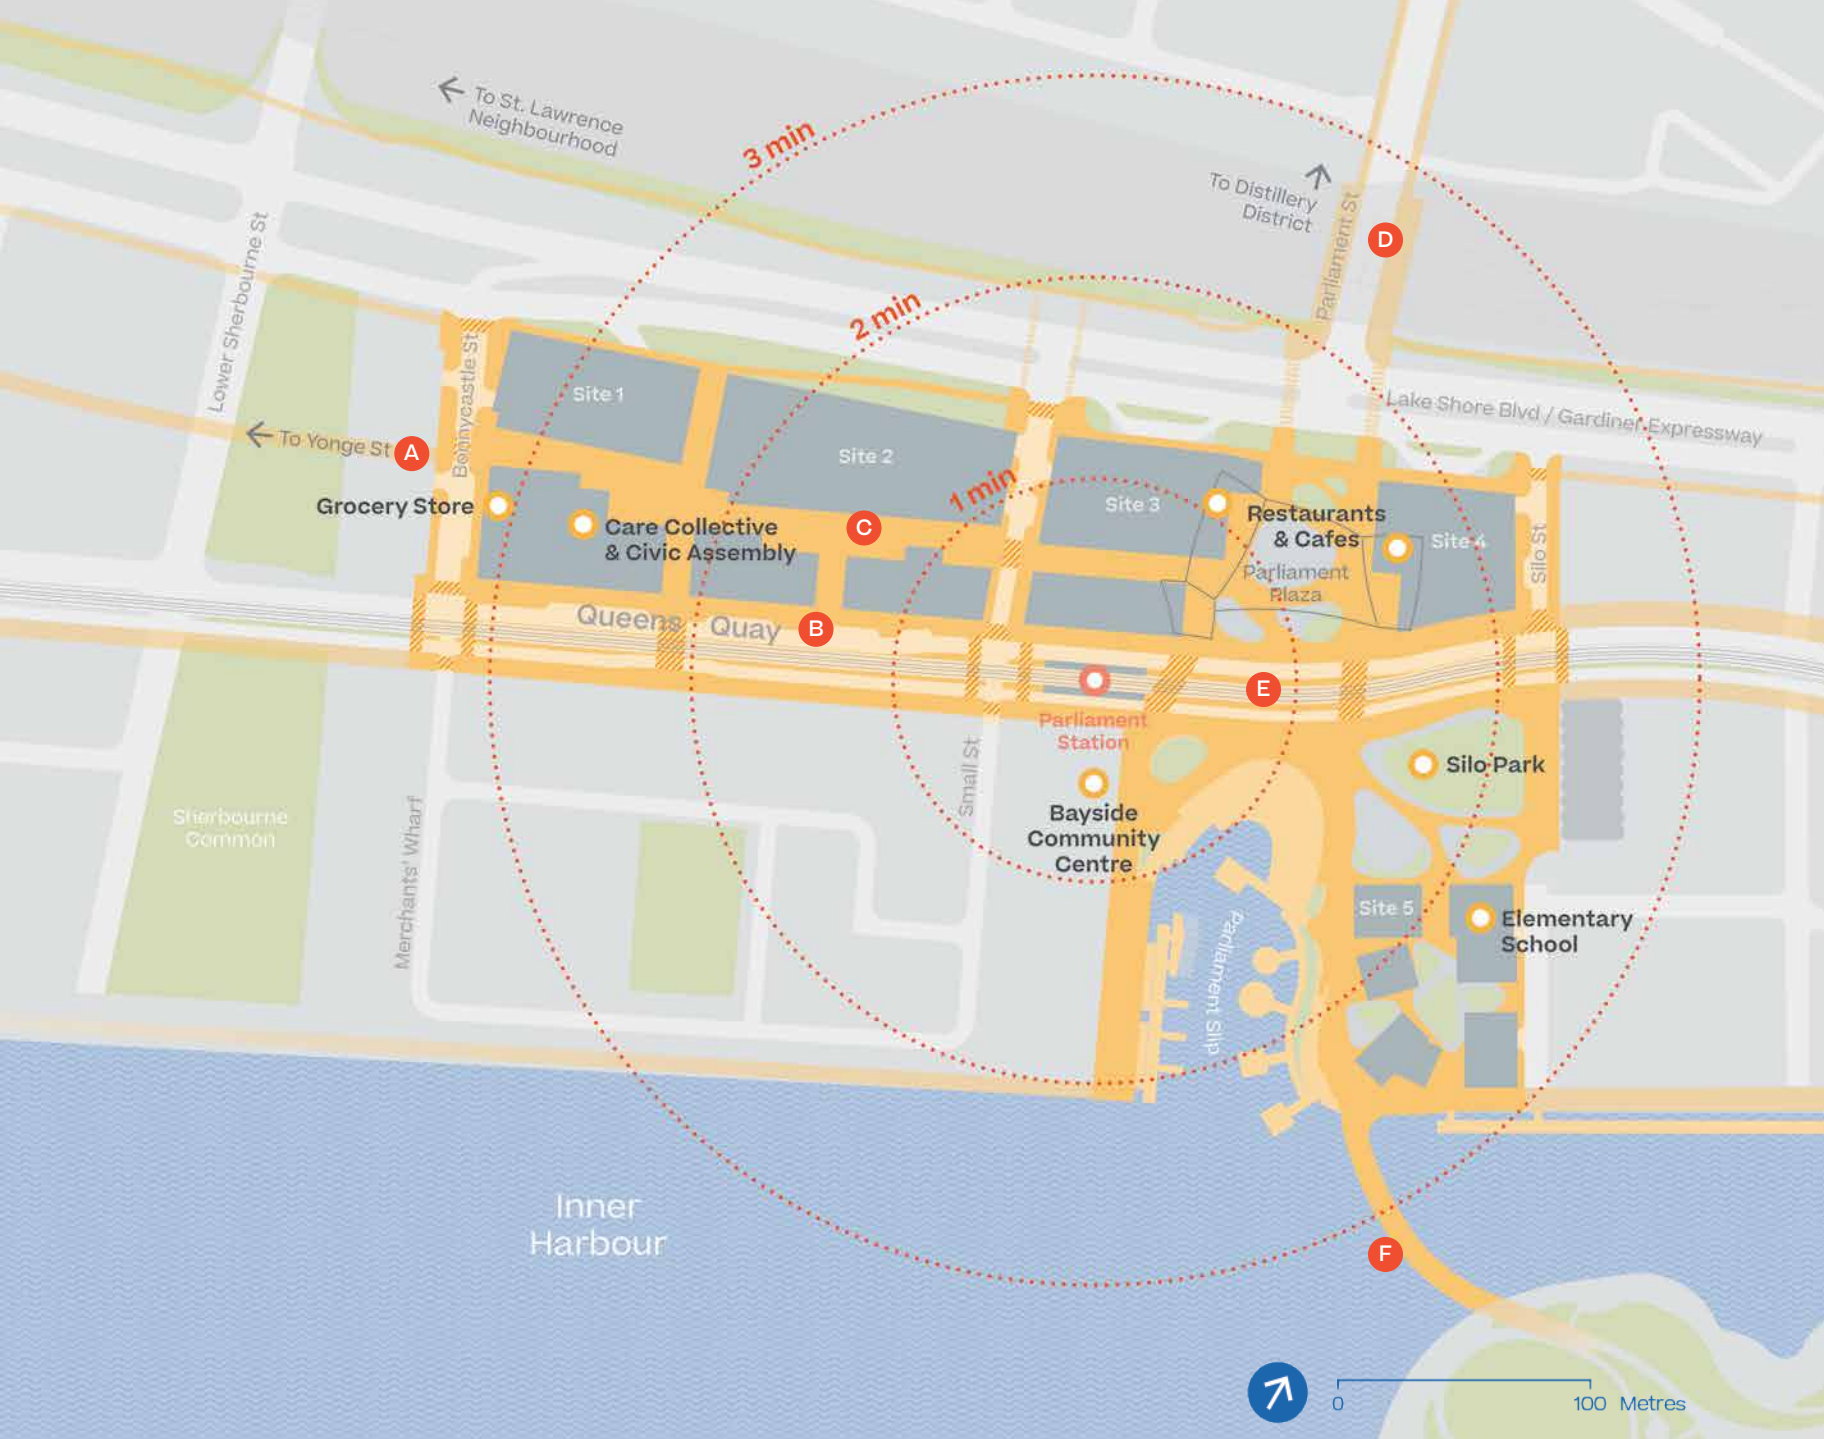 To St. Lawrence
Neighbourhood
3 min
To Distillery
District
Parliament St
D
Lower Sherbourne St
2 min
Bonnycastle St
Site 1
Lake Shore Blvd / Gardiner Expressway
To Yonge St
A
Site 2
1 min
Grocery Store
Site 3
Restaurants
& Cafes
Site 4
Silo St
Care Collective
& Civic Assembly
C
Parliament
Plaza
Queens Quay
B
E
Parliament
Station
Small St
Silo Park
Bayside
Community
Centre
Sherbourne
Common
Merchants' Wharf
Site 5
Elementary
School
Parliament Slip
Inner
Harbour
F
0
100 Metres